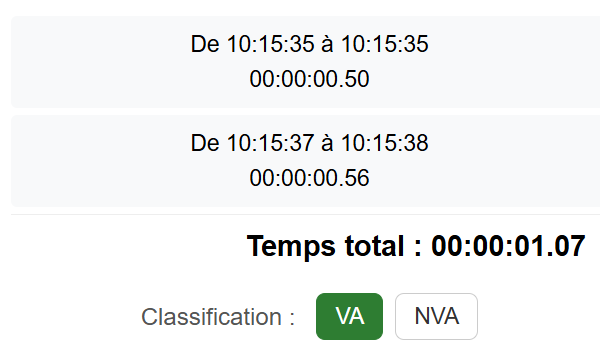 De 10:15:35 à 10:15:35
00:00:00.50
De 10:15:37 à 10:15:38
00:00:00.56
Temps total : 00:00:01.07
Classification : VA NVA